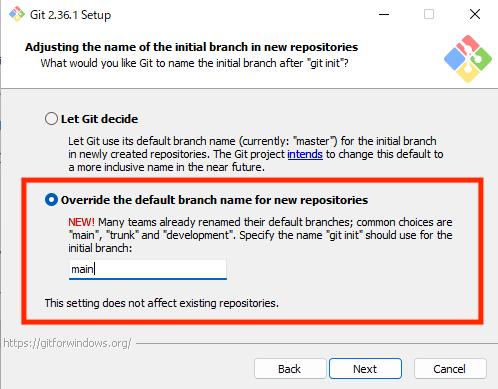 Git 2.36.1 Setup
Adjusting the name of the initial branch in new repositories
What would you like Git to name the initial branch after "git init"?
Let Git decide
Let Git use its default branch name (currently: "master") for the initial branch
in newly created repositories. The Git project intends to change this default to
a more inclusive name in the near future.
Override the default branch name for new repositories
NEW! Many teams already renamed their default branches; common choices are
"main", "trunk" and "development". Specify the name "git init" should use for the
initial branch:
main
This setting does not affect existing repositories.
https://gitforwindows.org/
Back
Next
Cancel